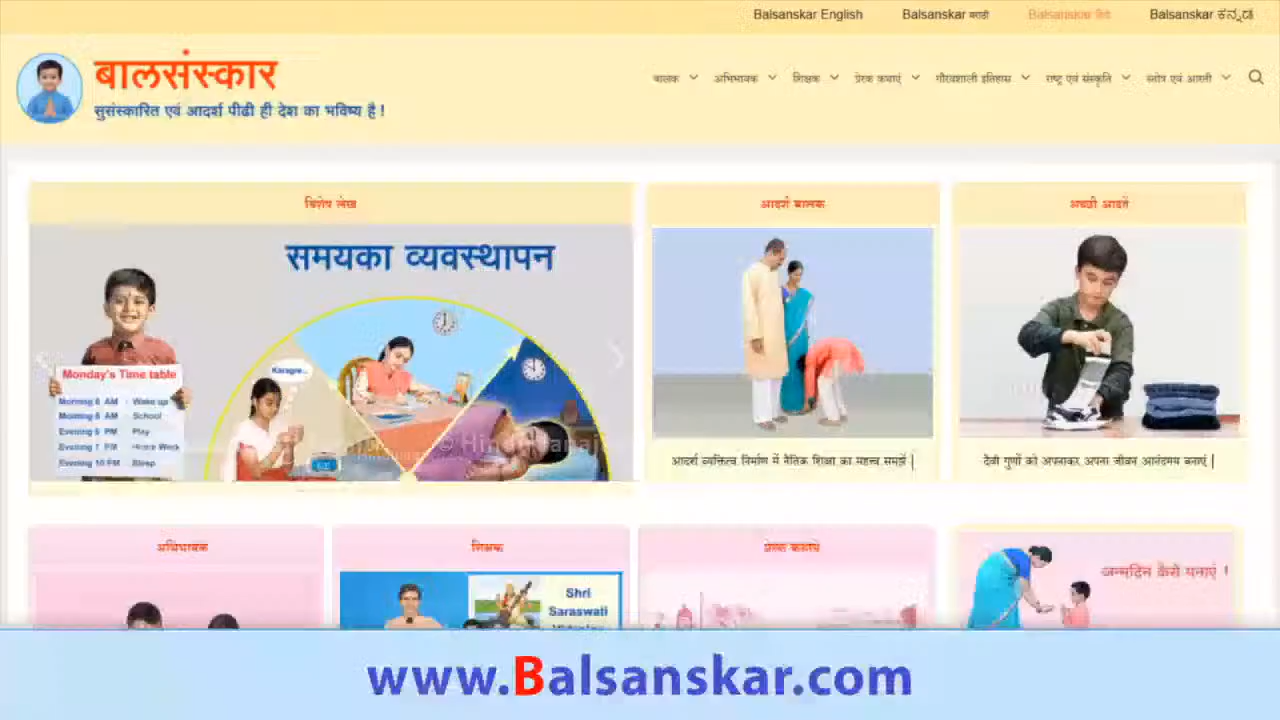 Balsanskar English Balsanskar मराठी Balsanskar हिंदी Balsanskar ಕನ್ನಡ
बालसंस्कार
सुसंस्कारित एवं आदर्श पीढी ही देश का भविष्य है !
बालक अभिभावक शिक्षक प्रेरक कथाएं गौरवशाली इतिहास राष्ट्र एवं संस्कृति स्तोत्र एवं आरती
विशेष लेख
आदर्श बालक
अच्छी आदतें
समयका व्यवस्थापन
Karagre...
Monday's Time table
Morning 6 AM - Wake up
Morning 8 AM - School
Evening 5 PM Play
Evening 7 PM - Home Work
Evening 10 PM Sleep
आदर्श व्यक्तित्व निर्माण में नैतिक शिक्षा का महत्त्व समझें |
दैवी गुणों को अपनाकर अपना जीवन आनंदमय बनाएं |
अभिभावक
शिक्षक
प्रेरक कथाएं
जन्मदिन कैसे मनाएं !
Shri
Saraswati
www.Balsanskar.com